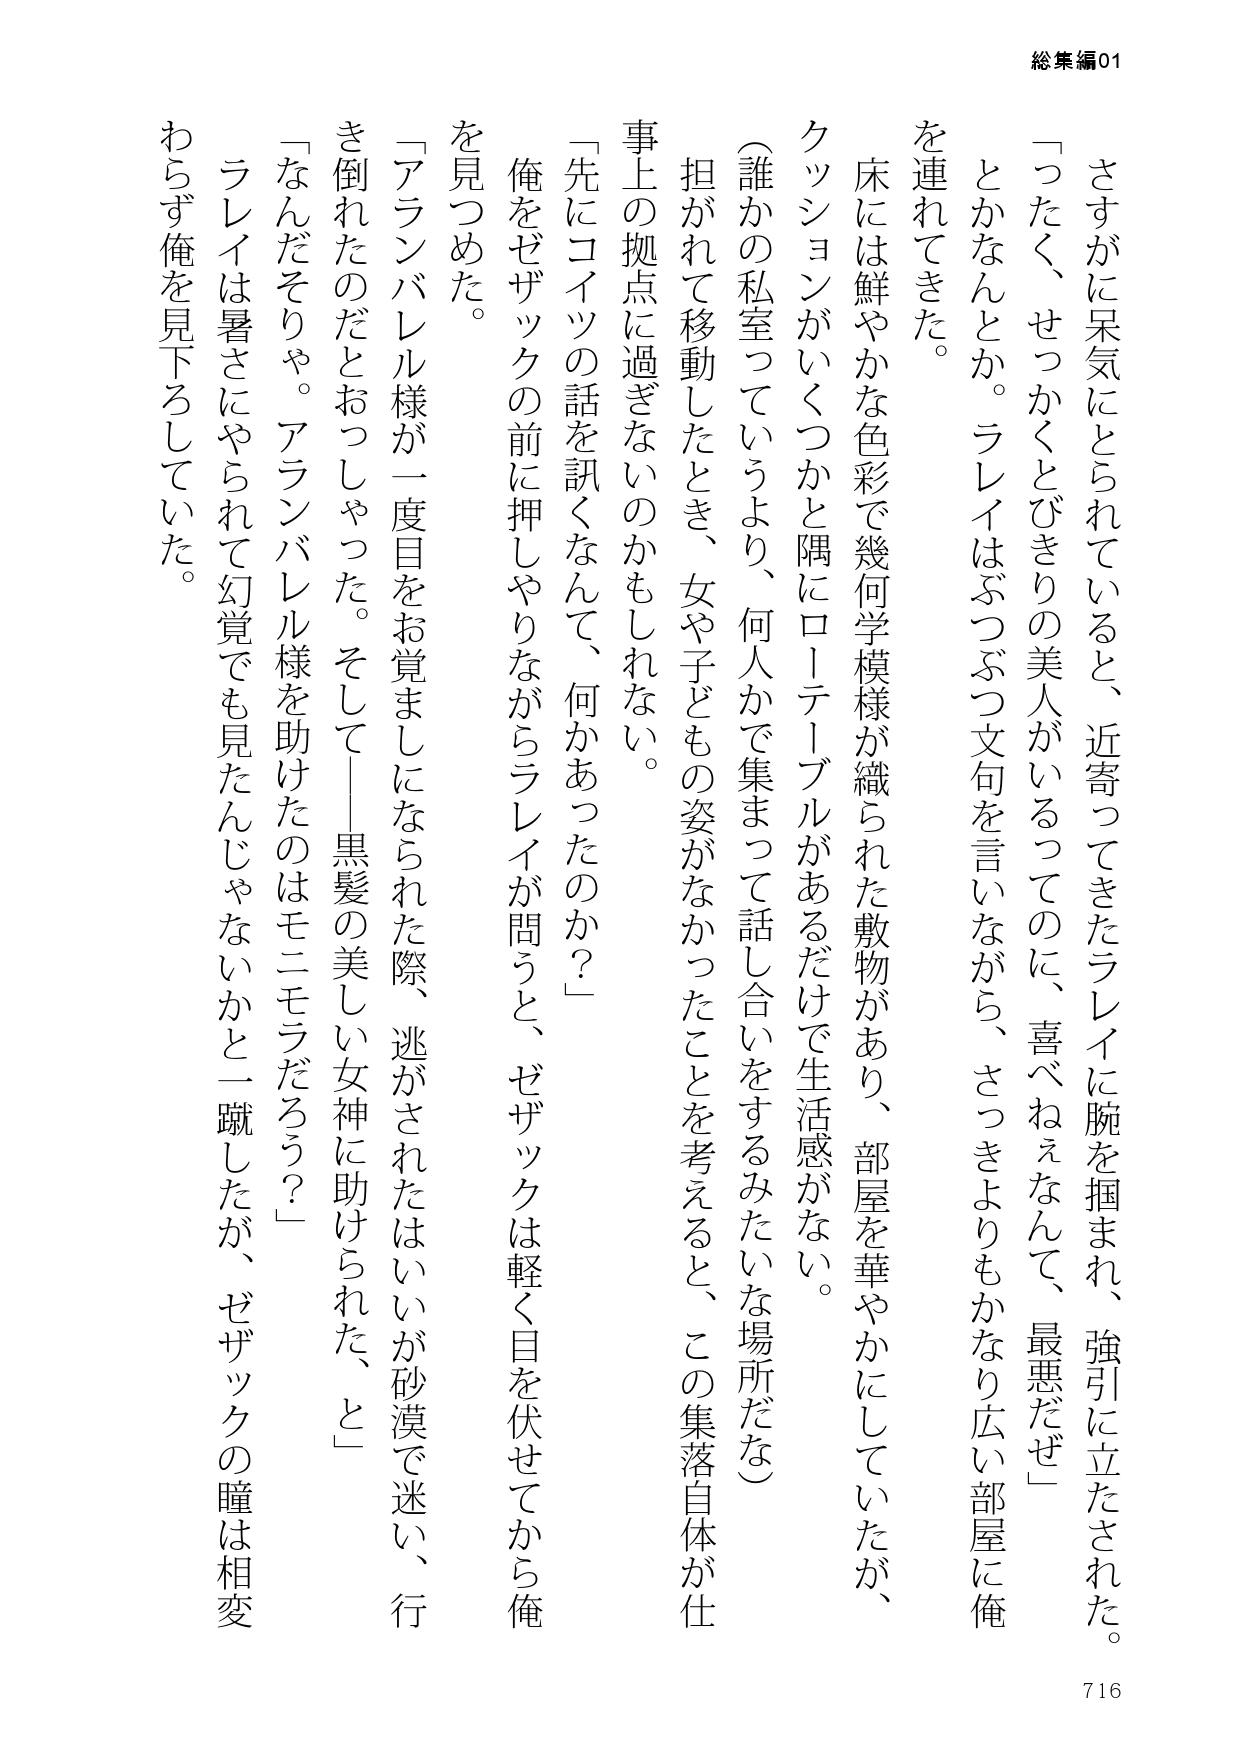 総集編01
　さすがに呆気にとられていると、近寄ってきたラレイに腕を掴まれ、強引に立たされた。
「ったく、せっかくとびきりの美人がいるってのに、喜べねぇなんて、最悪だぜ」
　とかなんとか。ラレイはぶつぶつ文句を言いながら、さっきよりもかなり広い部屋に俺
を連れてきた。
　床には鮮やかな色彩で幾何学模様が織られた敷物があり、部屋を華やかにしていたが、
クッションがいくつかと隅にローテーブルがあるだけで生活感がない。
（誰かの私室っていうより、何人かで集まって話し合いをするみたいな場所だな）
　担がれて移動したとき、女や子どもの姿がなかったことを考えると、この集落自体が仕
事上の拠点に過ぎないのかもしれない。
「先にコイツの話を訊くなんて、何かあったのか？」
　俺をゼザックの前に押しやりながらラレイが問うと、ゼザックは軽く目を伏せてから俺
を見つめた。
「アランバレル様が一度目をお覚ましになられた際、逃がされたはいいが砂漠で迷い、行
き倒れたのだとおっしゃった。そして――黒髪の美しい女神に助けられた、と」
「なんだそりゃ。アランバレル様を助けたのはモニモラだろう？」
　ラレイは暑さにやられて幻覚でも見たんじゃないかと一蹴したが、ゼザックの瞳は相変
わらず俺を見下ろしていた。
716